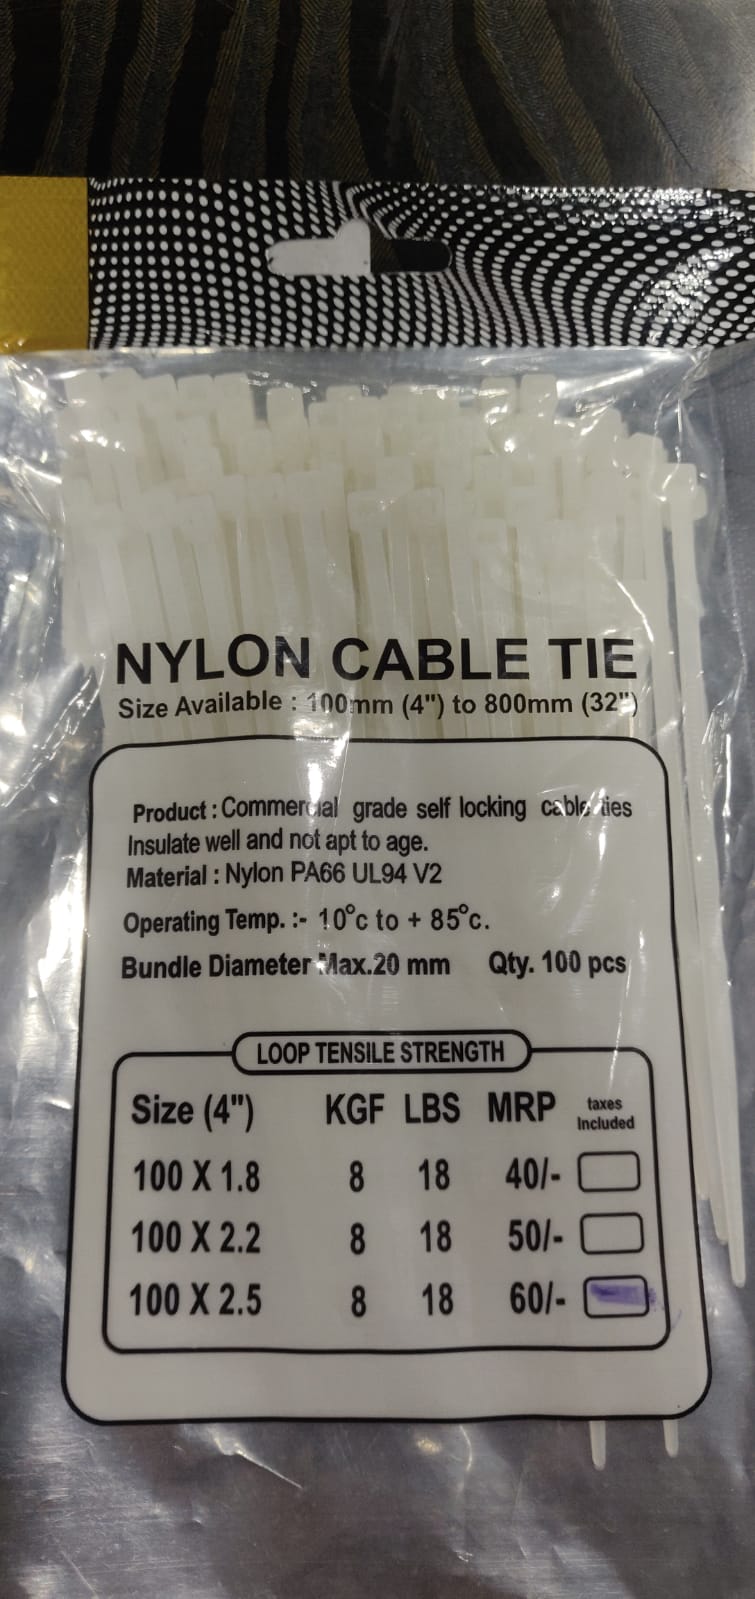 NYLON CABLE TIE
Size Available : 100mm (4") to 800mm (32")
Product : Commercial grade self locking cable ties
Insulate well and not apt to age.
Material : Nylon PA66 UL94 V2
Operating Temp. :- 10°c to + 85°c.
Bundle Diameter Max.20 mm Qty. 100 pcs
LOOP TENSILE STRENGTH
Size (4") KGF LBS MRP taxes Included
100 X 1.8 8 18 40/-
100 X 2.2 8 18 50/-
100 X 2.5 8 18 60/-